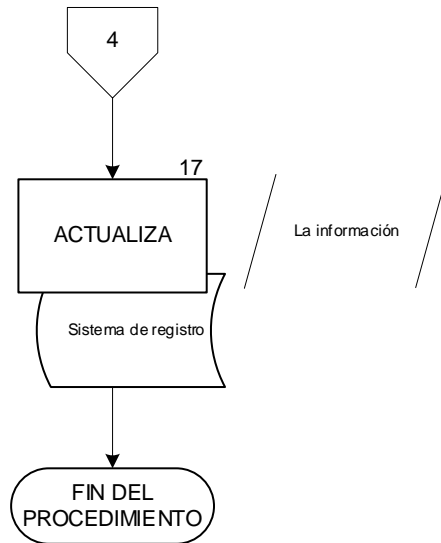 4
17
ACTUALIZA
La información
Sistema de registro
FIN DEL
PROCEDIMIENTO